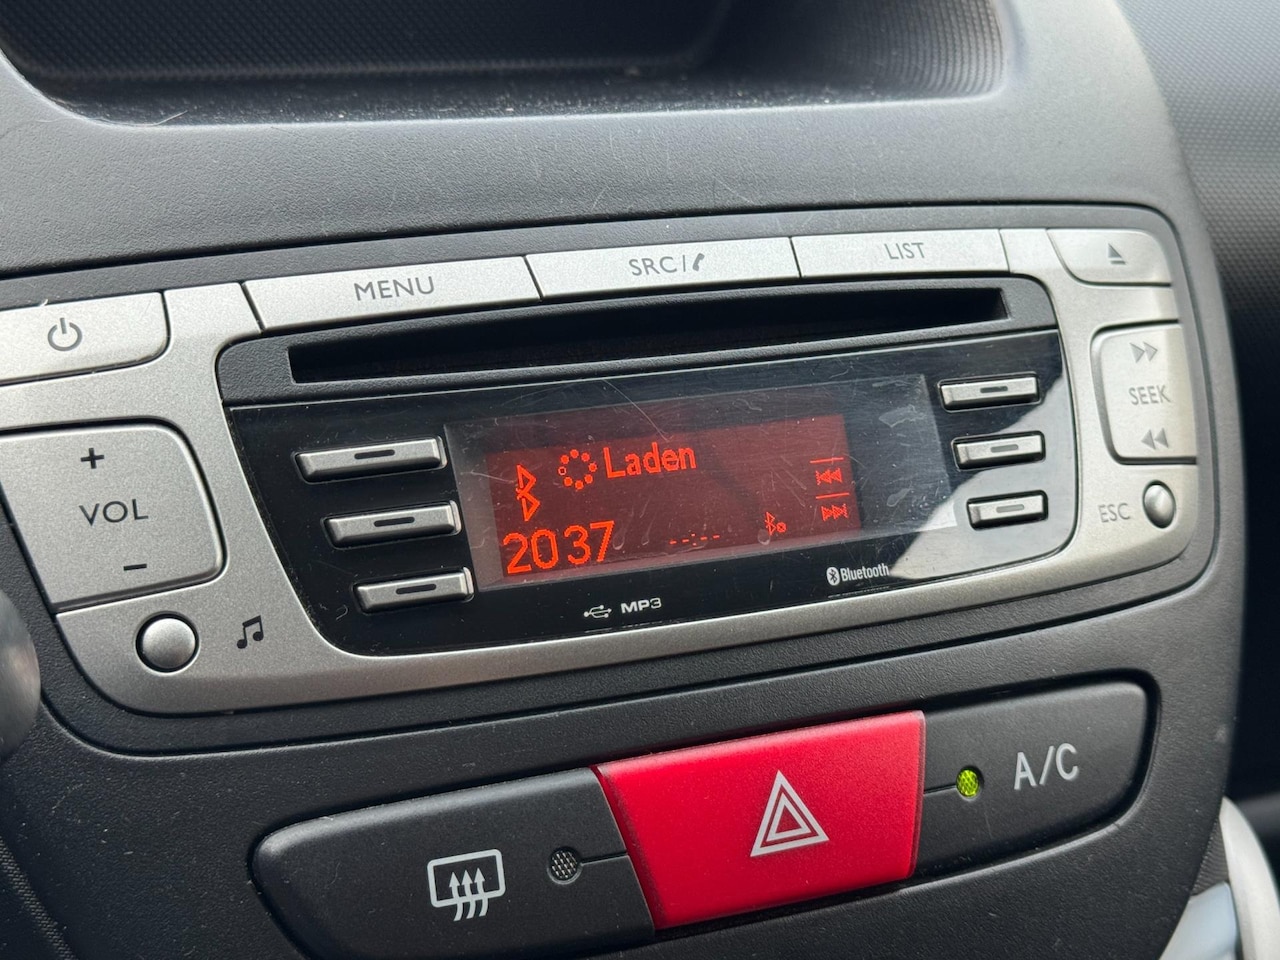 MENU
SRC/
LIST
+
VOL
-
SEEK
ESC
Laden
2037
--:--
MP3
Bluetooth
A/C